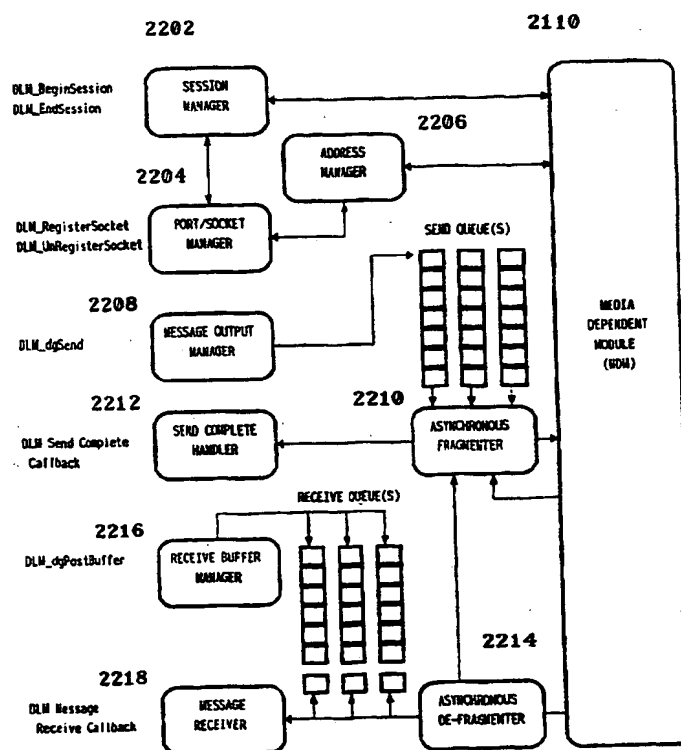 2202
2110
DLM_BeginSession
DLM_EndSession
SESSION
MANAGER
2206
ADDRESS
MANAGER
2204
DLM_RegisterSocket
DLM_UnRegisterSocket
PORT/SOCKET
MANAGER
SEND QUEUE(S)
MEDIA
DEPENDENT
MODULE
(MDM)
2208
DLM_dgSend
MESSAGE OUTPUT
MANAGER
2212
2210
DLM Send Complete
Callback
SEND COMPLETE
HANDLER
ASYNCHRONOUS
FRAGMENTER
RECEIVE QUEUE(S)
2216
DLM_dgPostBuffer
RECEIVE BUFFER
MANAGER
2214
2218
DLM Message
Receive Callback
MESSAGE
RECEIVER
ASYNCHRONOUS
DE-FRAGMENTER